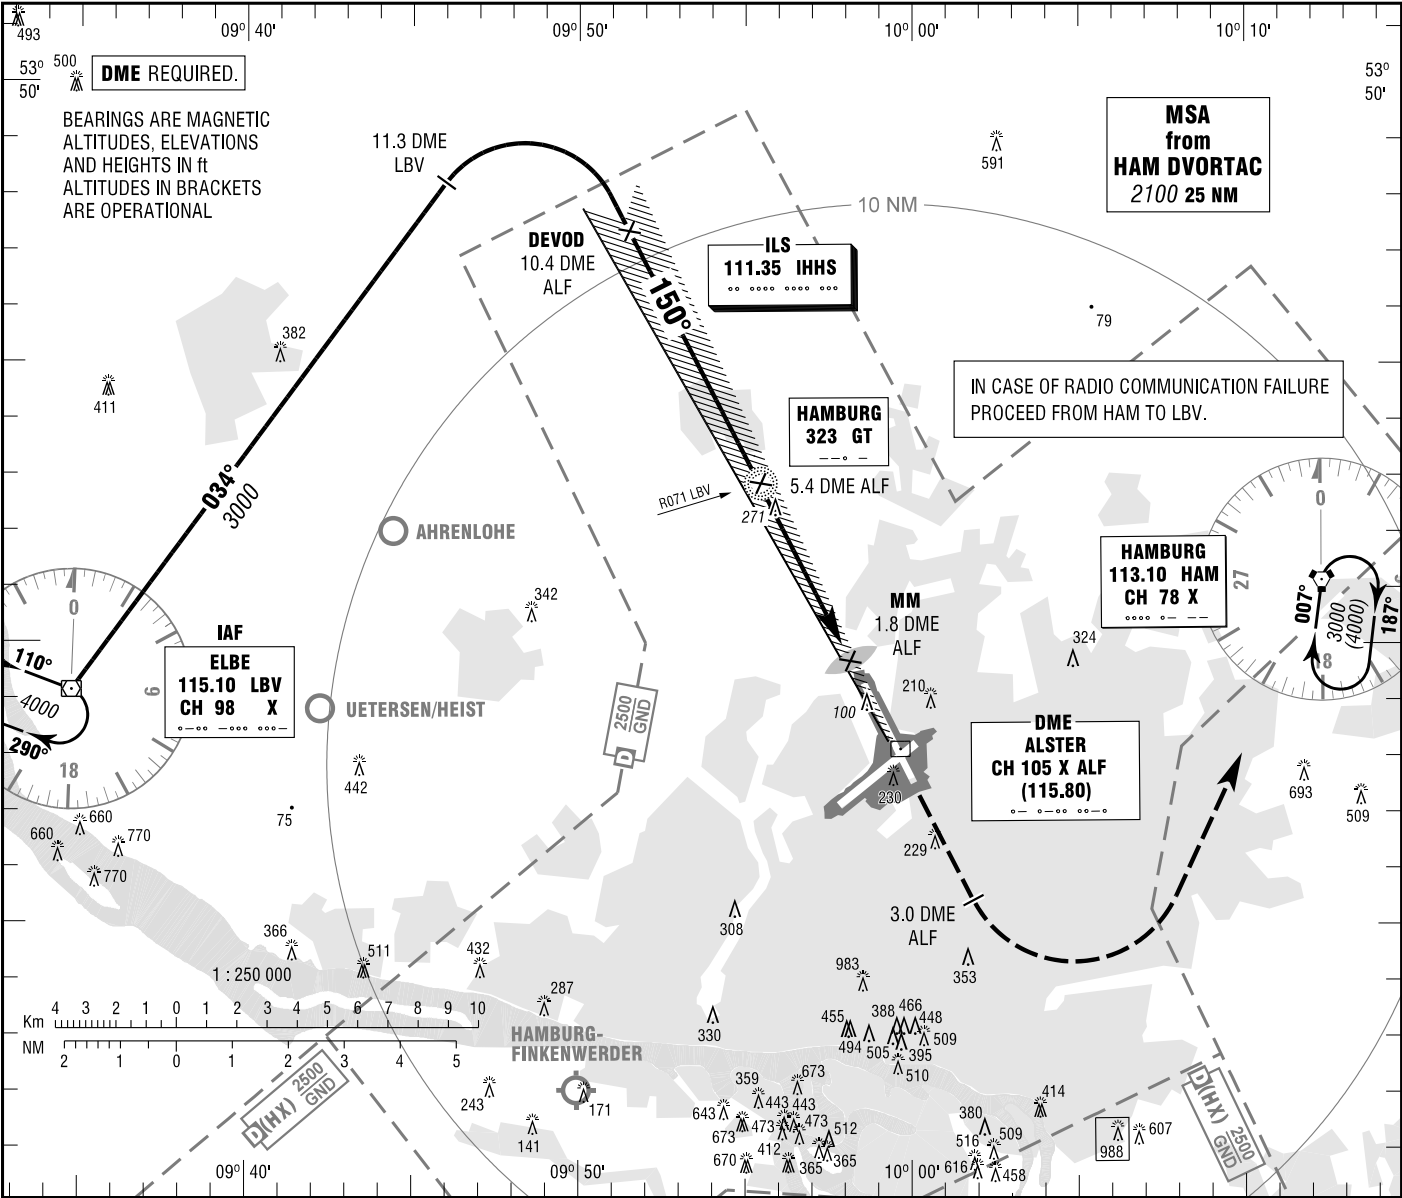 09° 40'
09° 50'
10° 00'
10° 10'
493
500
53°
50'
53°
50'
DME REQUIRED.
BEARINGS ARE MAGNETIC
ALTITUDES, ELEVATIONS
AND HEIGHTS IN ft
ALTITUDES IN BRACKETS
ARE OPERATIONAL
11.3 DME
LBV
591
MSA
from
HAM DVORTAC
2100 25 NM
10 NM
DEVOD
10.4 DME
ALF
ILS
111.35 IHHS
150°
79
382
411
IN CASE OF RADIO COMMUNICATION FAILURE
PROCEED FROM HAM TO LBV.
HAMBURG
323 GT
5.4 DME ALF
R071 LBV
271
034°
3000
AHRENLOHE
0
27
18
HAMBURG
113.10 HAM
CH 78 X
007°
3000
(4000)
187°
342
MM
1.8 DME
ALF
324
0
6
18
IAF
ELBE
115.10 LBV
CH 98 X
110°
4000
290°
UETERSEN/HEIST
D 2500
GND
210
100
DME
ALSTER
CH 105 X ALF
(115.80)
442
230
693
509
75
660
660
770
770
229
308
3.0 DME
ALF
366
511
432
353
983
1 : 250 000
287
Km
4 3 2 1 0 1 2 3 4 5 6 7 8 9 10
NM
2 1 0 1 2 3 4 5
330
455
494
388
466
448
505
395
509
510
HAMBURG-
FINKENWERDER
D(HX) 2500
GND
243
171
141
359
673
643
443
443
673
473
473
512
412
670
365
365
414
380
516
509
616
458
988
607
D(HX) 2500
GND
09° 40'
09° 50'
10° 00'